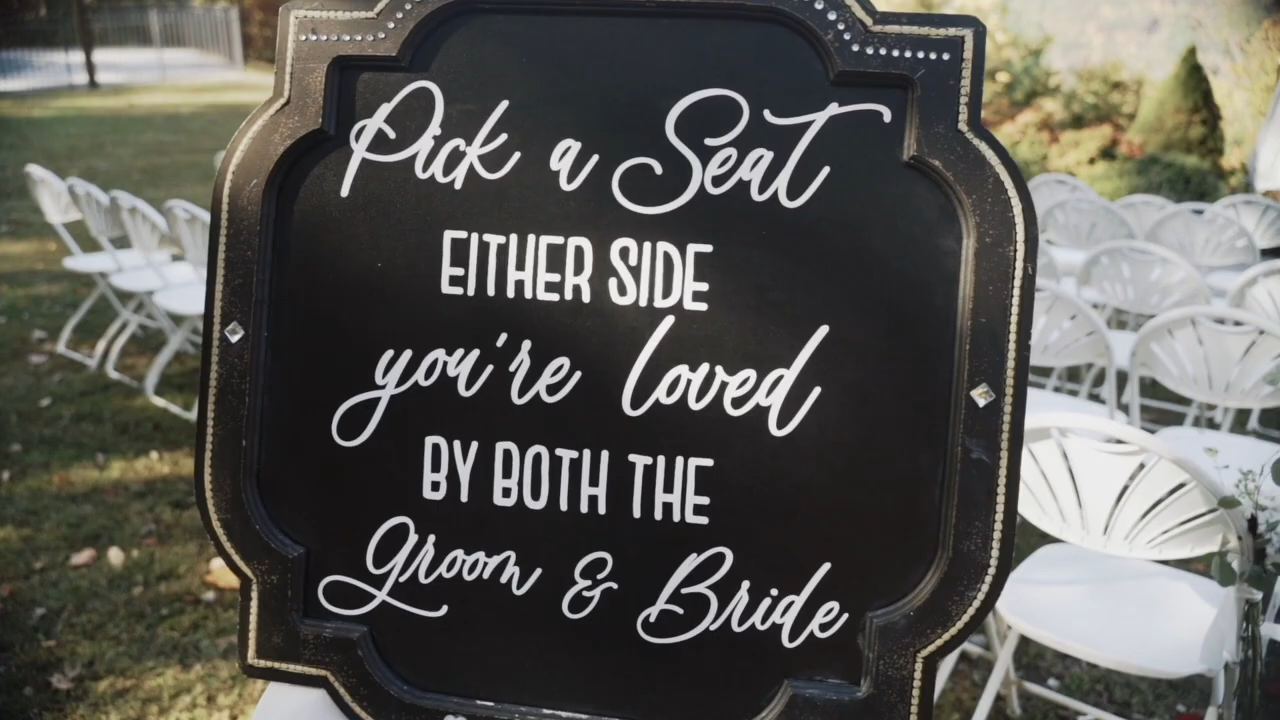 Pick a Seat
EITHER SIDE
you're loved
BY BOTH THE
Groom & Bride